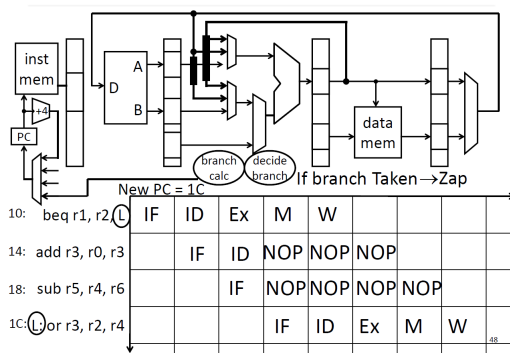 inst
mem
+4
PC
A
D
B
data
mem
branch
calc
decide
branch
If branch Taken→Zap
New PC = 1C
10: beq r1, r2, L IF ID Ex M W
14: add r3, r0, r3 IF ID NOP NOP NOP
18: sub r5, r4, r6 IF NOP NOP NOP NOP
1C: L: or r3, r2, r4 IF ID Ex M W
48